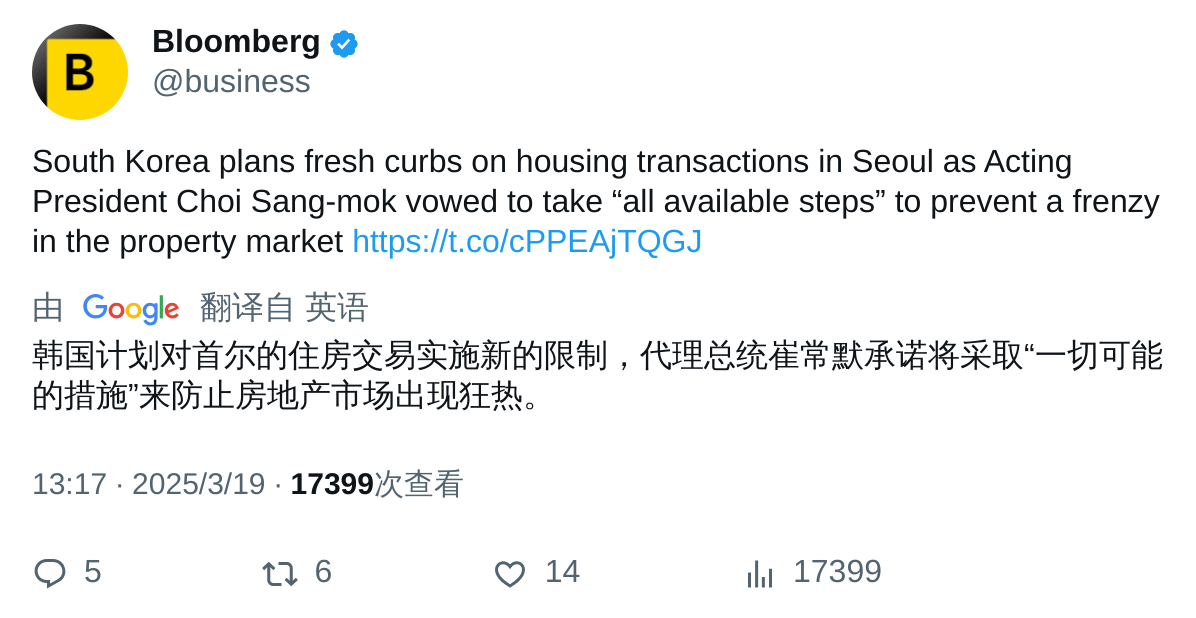 B
Bloomberg
@business
South Korea plans fresh curbs on housing transactions in Seoul as Acting
President Choi Sang-mok vowed to take “all available steps” to prevent a frenzy
in the property market https://t.co/cPPEAjTQGJ
由 Google 翻译自 英语
韩国计划对首尔的住房交易实施新的限制，代理总统崔常默承诺将采取“一切可能
的措施”来防止房地产市场出现狂热。
13:17 · 2025/3/19 · 17399次查看
5 6 14 17399